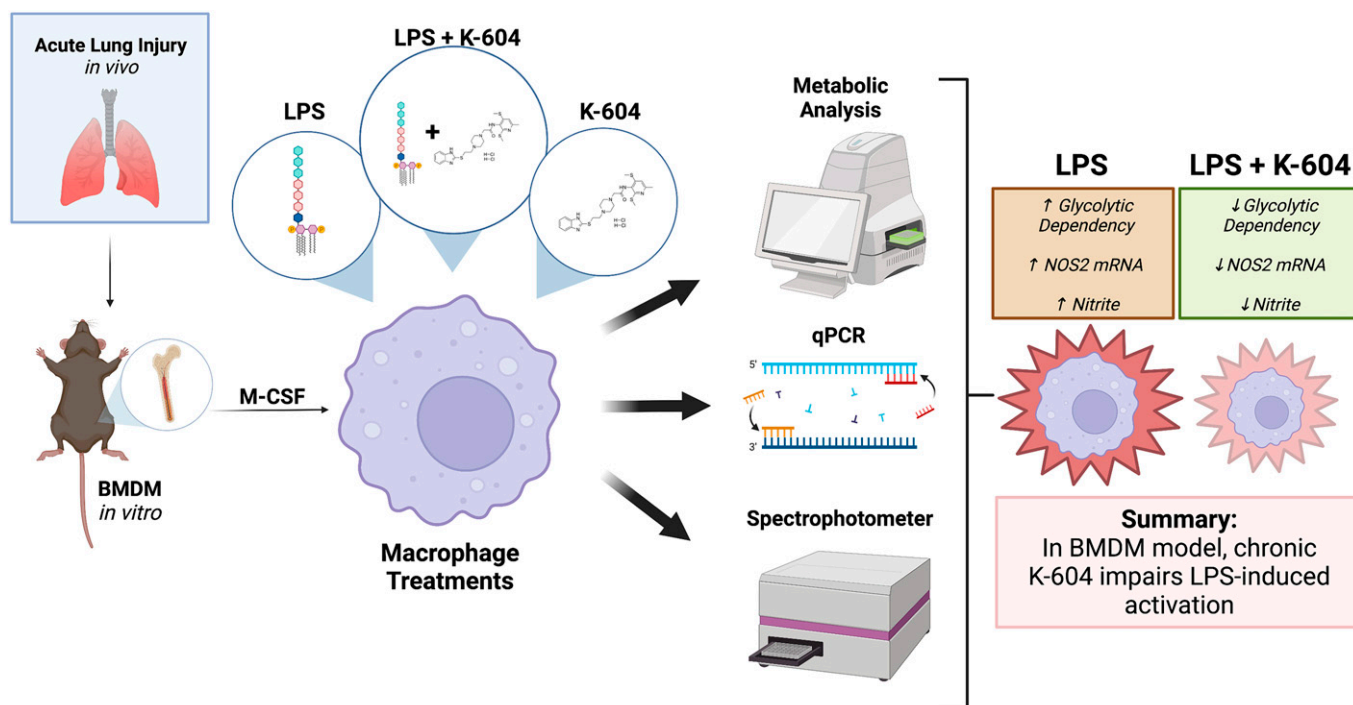 Acute Lung Injury
in vivo
LPS
LPS + K-604
+
K-604
M-CSF
BMDM
in vitro
Macrophage
Treatments
Metabolic
Analysis
qPCR
5'
3'
Spectrophotometer
LPS
↑ Glycolytic
Dependency
↑ NOS2 mRNA
↑ Nitrite
LPS + K-604
↓Glycolytic
Dependency
↓NOS2 mRNA
↓Nitrite
Summary:
In BMDM model, chronic
K-604 impairs LPS-induced
activation